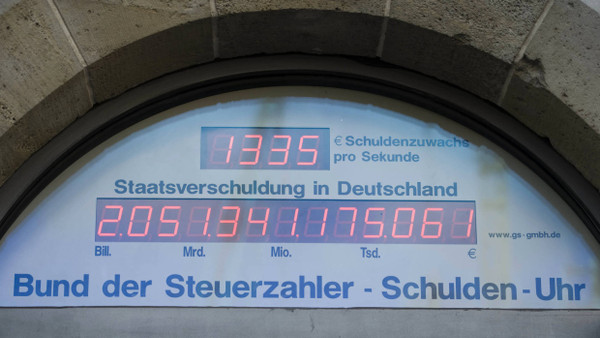 1335 € Schuldenzuwachs
pro Sekunde
Staatsverschuldung in Deutschland
2.051.341.175.061
www.gs-gmbh.de
Bill. Mrd. Mio. Tsd. €
Bund der Steuerzahler - Schulden - Uhr